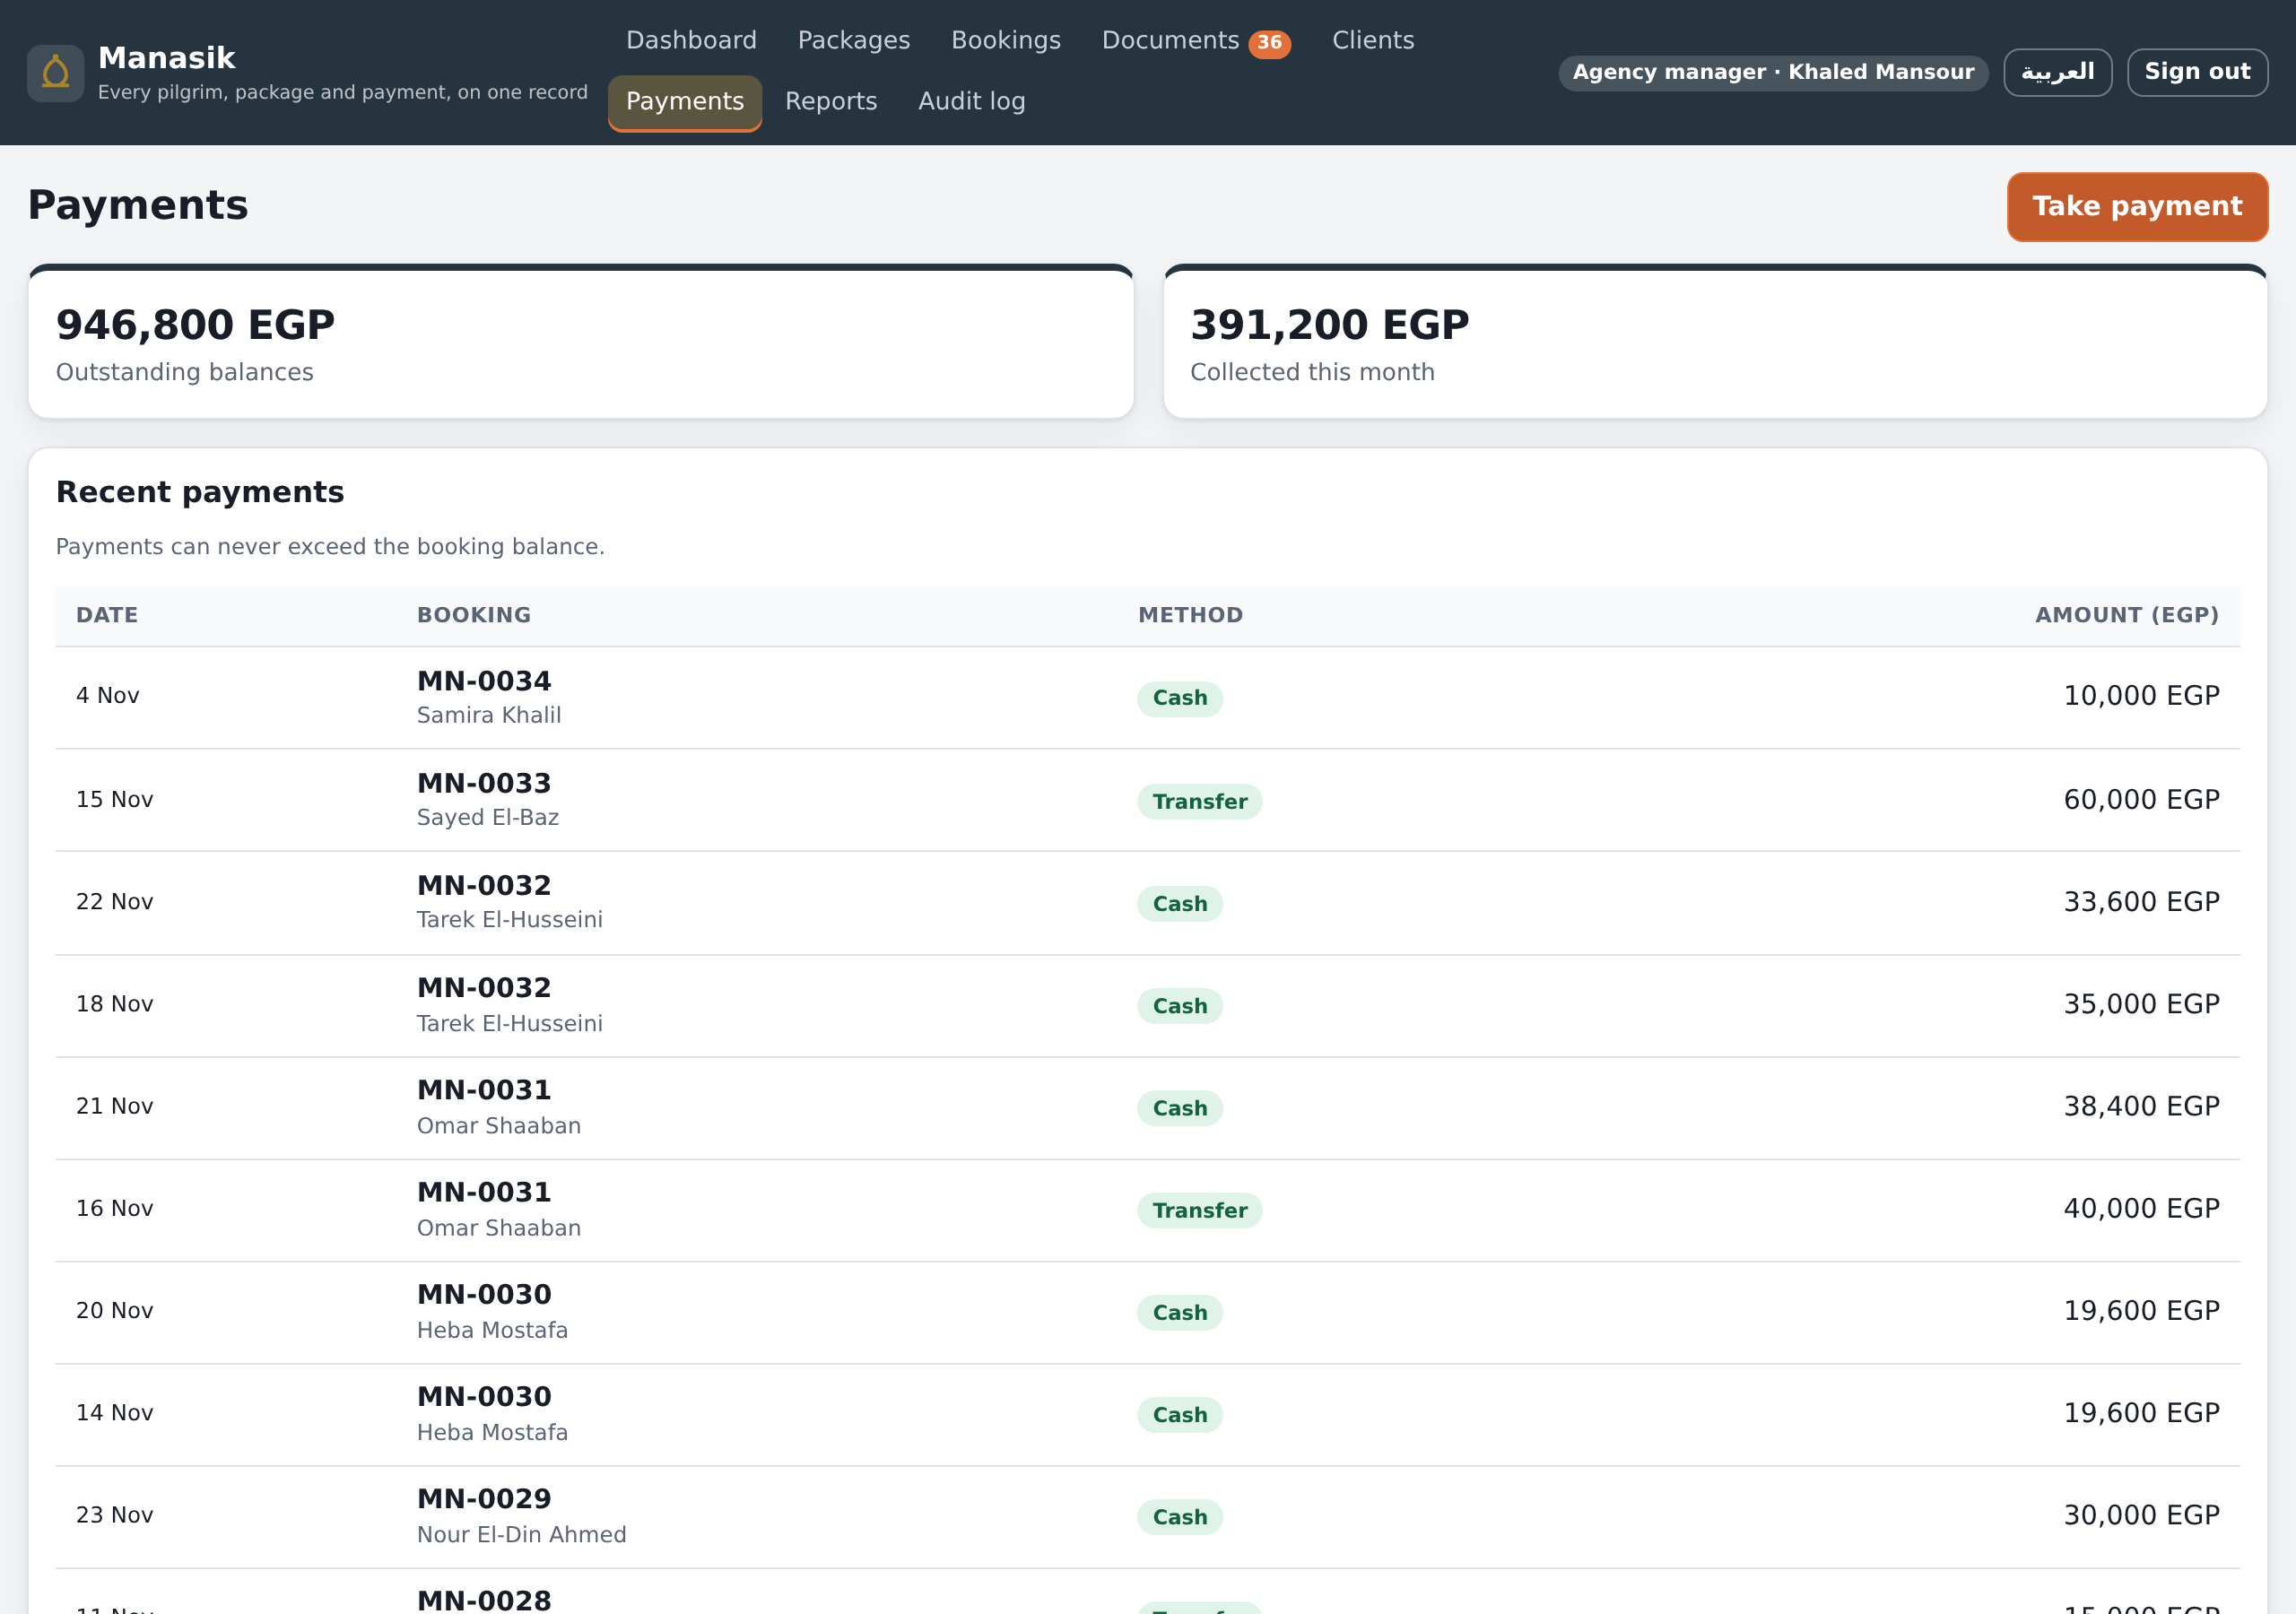 Manasik
Every pilgrim, package and payment, on one record
Dashboard Packages Bookings Documents 36 Clients
Payments Reports Audit log
Agency manager · Khaled Mansour العربية Sign out
Payments
Take payment
946,800 EGP
Outstanding balances
391,200 EGP
Collected this month
Recent payments
Payments can never exceed the booking balance.
DATE BOOKING METHOD AMOUNT (EGP)
4 Nov MN-0034 Cash 10,000 EGP
Samira Khalil
15 Nov MN-0033 Transfer 60,000 EGP
Sayed El-Baz
22 Nov MN-0032 Cash 33,600 EGP
Tarek El-Husseini
18 Nov MN-0032 Cash 35,000 EGP
Tarek El-Husseini
21 Nov MN-0031 Cash 38,400 EGP
Omar Shaaban
16 Nov MN-0031 Transfer 40,000 EGP
Omar Shaaban
20 Nov MN-0030 Cash 19,600 EGP
Heba Mostafa
14 Nov MN-0030 Cash 19,600 EGP
Heba Mostafa
23 Nov MN-0029 Cash 30,000 EGP
Nour El-Din Ahmed
MN-0028